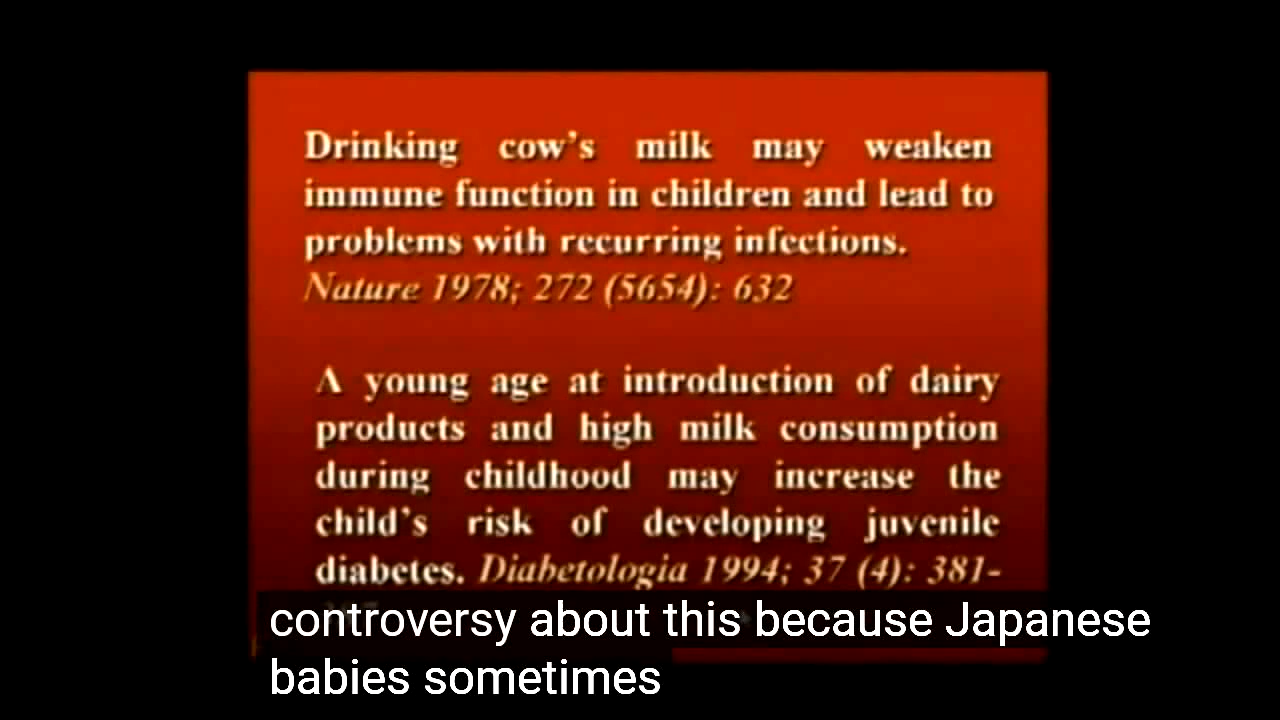 Drinking cow's milk may weaken
immune function in children and lead to
problems with recurring infections.
Nature 1978; 272 (5654): 632
A young age at introduction of dairy
products and high milk consumption
during childhood may increase the
child's risk of developing juvenile
diabetes. Diabetologia 1994; 37 (4): 381-
controversy about this because Japanese
babies sometimes